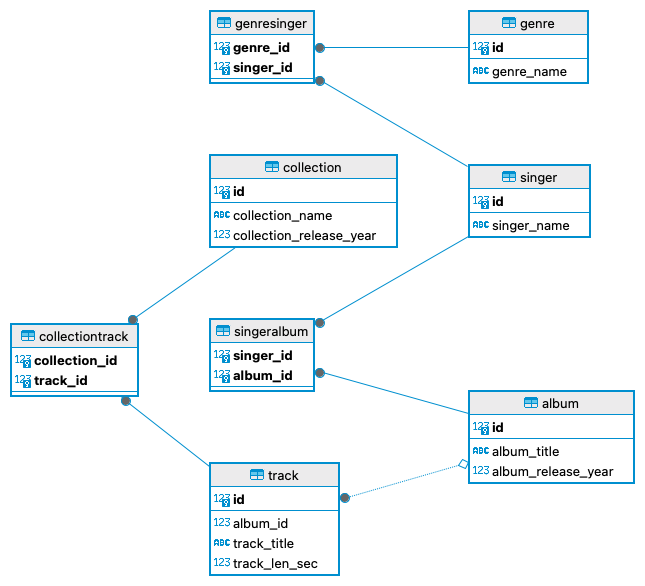 genresinger
123 genre_id
123 singer_id
genre
123 id
ABC genre_name
collection
123 id
ABC collection_name
123 collection_release_year
singer
123 id
ABC singer_name
collectiontrack
123 collection_id
123 track_id
singeralbum
123 singer_id
123 album_id
album
123 id
ABC album_title
123 album_release_year
track
123 id
123 album_id
ABC track_title
123 track_len_sec